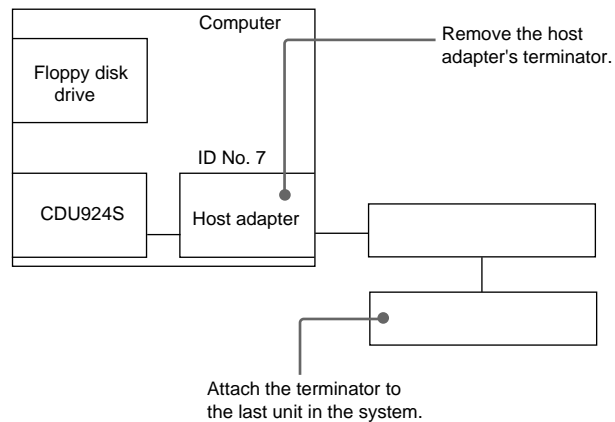 Computer
Remove the host
adapter's terminator.
Floppy disk
drive
ID No. 7
CDU924S
Host adapter
Attach the terminator to
the last unit in the system.